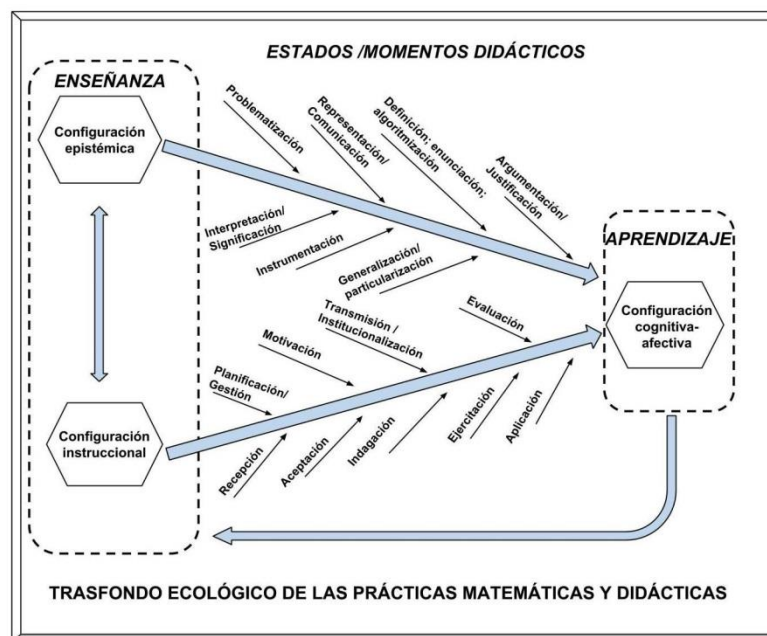 ESTADOS /MOMENTOS DIDÁCTICOS
ENSEÑANZA
Configuración
epistémica
Problematización
Representación/
Comunicación
Definición; enunciación;
algoritmización
Argumentación/
Justificación
Interpretación/
Significación
Instrumentación
Generalización/
particularización
APRENDIZAJE
Configuración
cognitiva-
afectiva
Planificación/
Gestión
Motivación
Transmisión /
Institucionalización
Evaluación
Configuración
instruccional
Recepción
Aceptación
Indagación
Ejercitación
Aplicación
TRASFONDO ECOLÓGICO DE LAS PRÁCTICAS MATEMÁTICAS Y DIDÁCTICAS